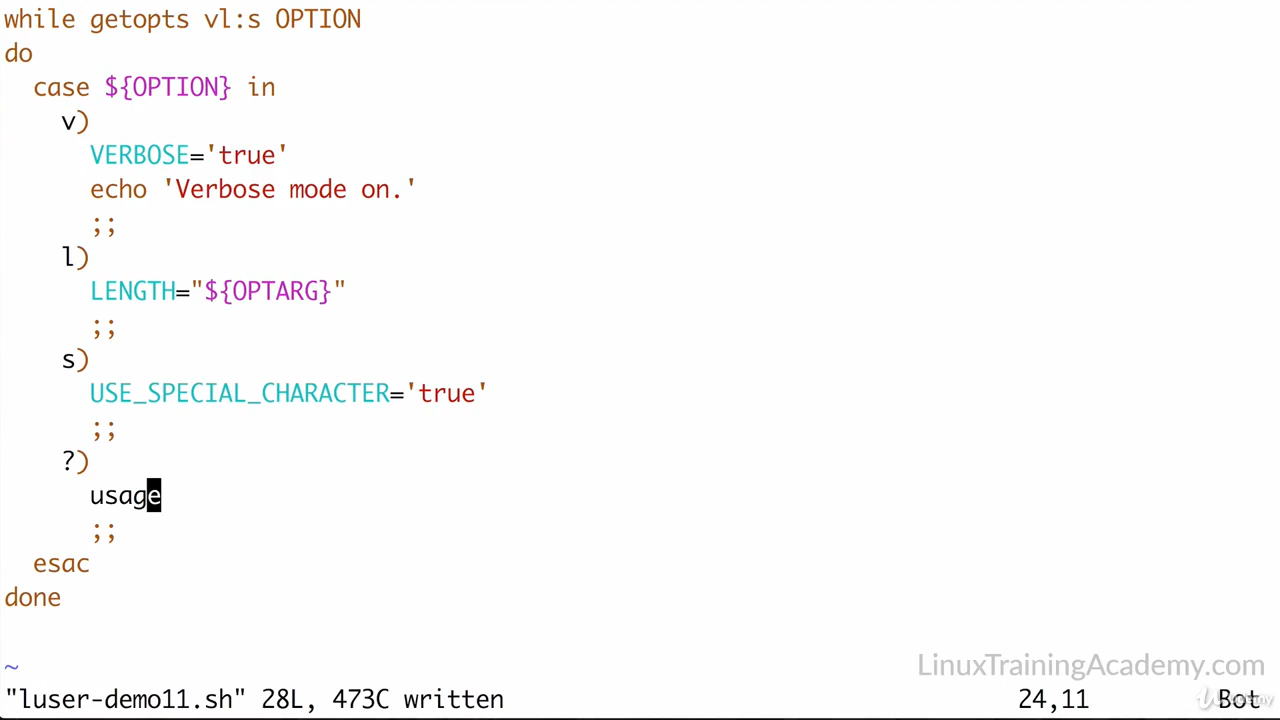 while getopts vl:s OPTION
do
  case ${OPTION} in
    v)
      VERBOSE='true'
      echo 'Verbose mode on.'
      ;;
    l)
      LENGTH="${OPTARG}"
      ;;
    s)
      USE_SPECIAL_CHARACTER='true'
      ;;
    ?)
      usage
      ;;
  esac
done
~
LinuxTrainingAcademy.com
"luser-demo11.sh" 28L, 473C written 24,11 Bot
Udemy